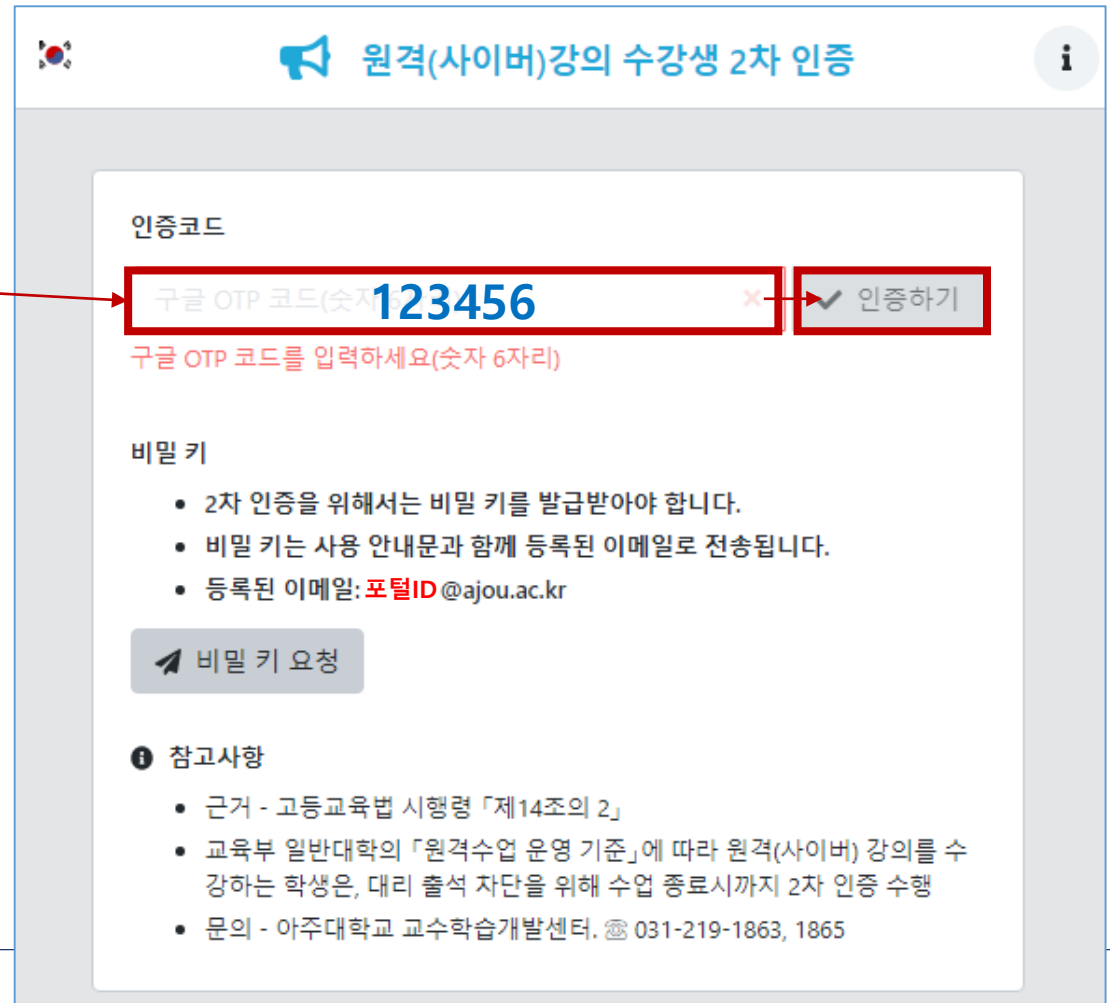 원격(사이버)강의 수강생 2차 인증
i
인증코드
구글 OTP 코드(숫자
123456
인증하기
구글 OTP 코드를 입력하세요(숫자 6자리)
비밀 키
2차 인증을 위해서는 비밀 키를 발급받아야 합니다.
비밀 키는 사용 안내문과 함께 등록된 이메일로 전송됩니다.
등록된 이메일: 포털ID@ajou.ac.kr
비밀 키 요청
참고사항
근거 - 고등교육법 시행령 「제14조의 2」
교육부 일반대학의 「원격수업 운영 기준」에 따라 원격(사이버) 강의를 수
강하는 학생은, 대리 출석 차단을 위해 수업 종료시까지 2차 인증 수행
문의 - 아주대학교 교수학습개발센터. ☏ 031-219-1863, 1865